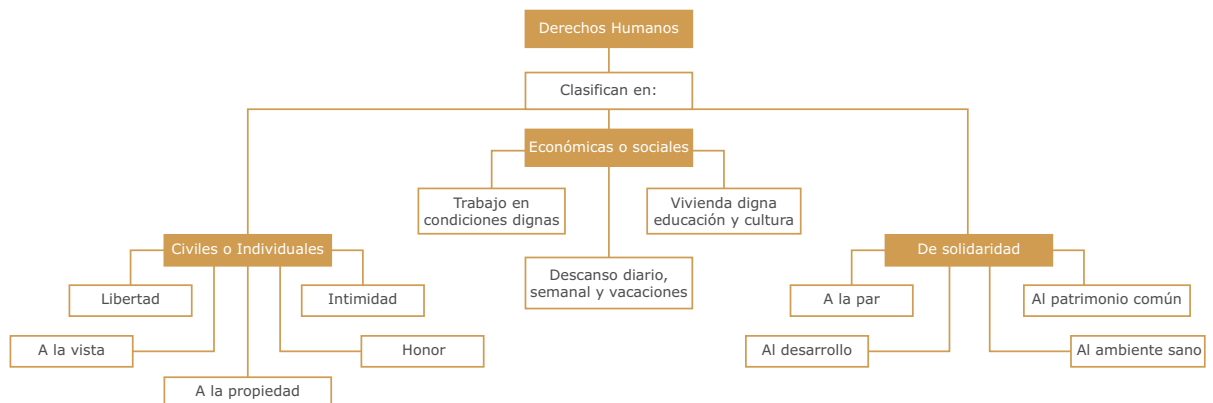 Derechos Humanos
Clasifican en:
Económicas o sociales
Trabajo en
condiciones dignas
Vivienda digna
educación y cultura
Descanso diario,
semanal y vacaciones
Civiles o Individuales
Libertad
Intimidad
A la vista
Honor
A la propiedad
De solidaridad
A la par
Al patrimonio común
Al desarrollo
Al ambiente sano